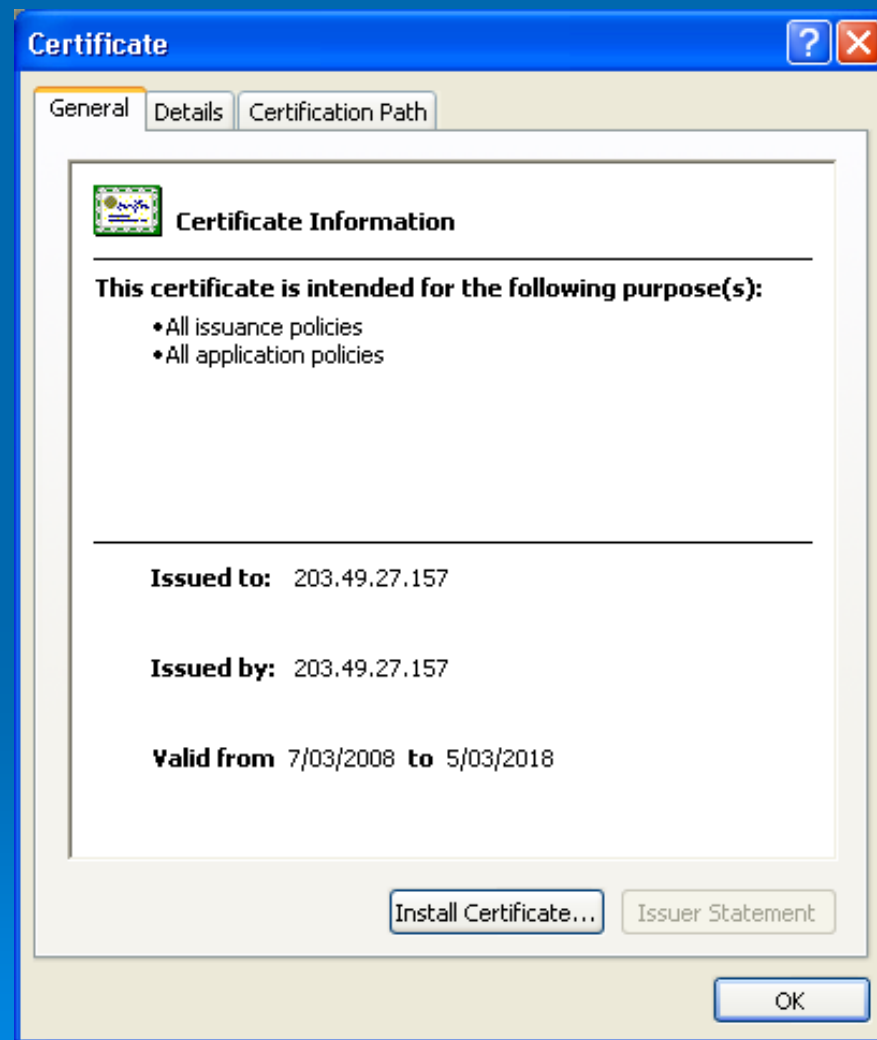 Certificate
General Details Certification Path
Certificate Information
This certificate is intended for the following purpose(s):
•All issuance policies
•All application policies
Issued to: 203.49.27.157
Issued by: 203.49.27.157
Valid from 7/03/2008 to 5/03/2018
Install Certificate... Issuer Statement
OK